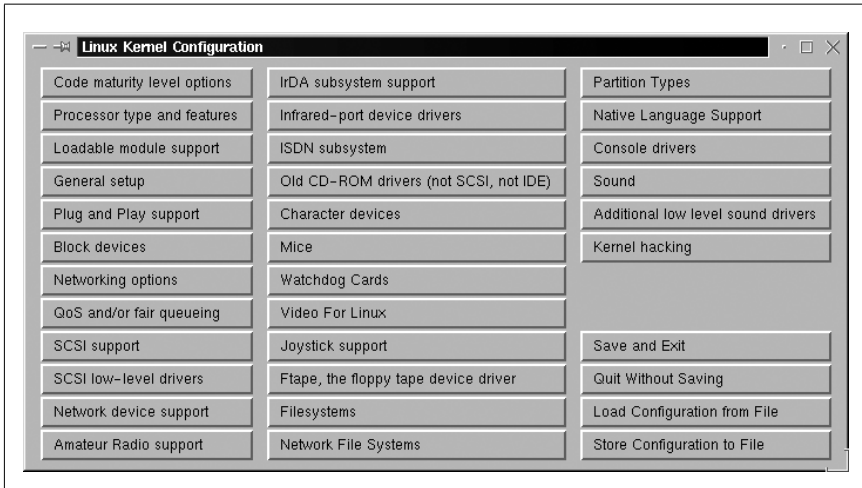 Linux Kernel Configuration
Code maturity level options
Processor type and features
Loadable module support
General setup
Plug and Play support
Block devices
Networking options
QoS and/or fair queueing
SCSI support
SCSI low-level drivers
Network device support
Amateur Radio support
IrDA subsystem support
Infrared-port device drivers
ISDN subsystem
Old CD-ROM drivers (not SCSI, not IDE)
Character devices
Mice
Watchdog Cards
Video For Linux
Joystick support
Ftape, the floppy tape device driver
Filesystems
Network File Systems
Partition Types
Native Language Support
Console drivers
Sound
Additional low level sound drivers
Kernel hacking
Save and Exit
Quit Without Saving
Load Configuration from File
Store Configuration to File